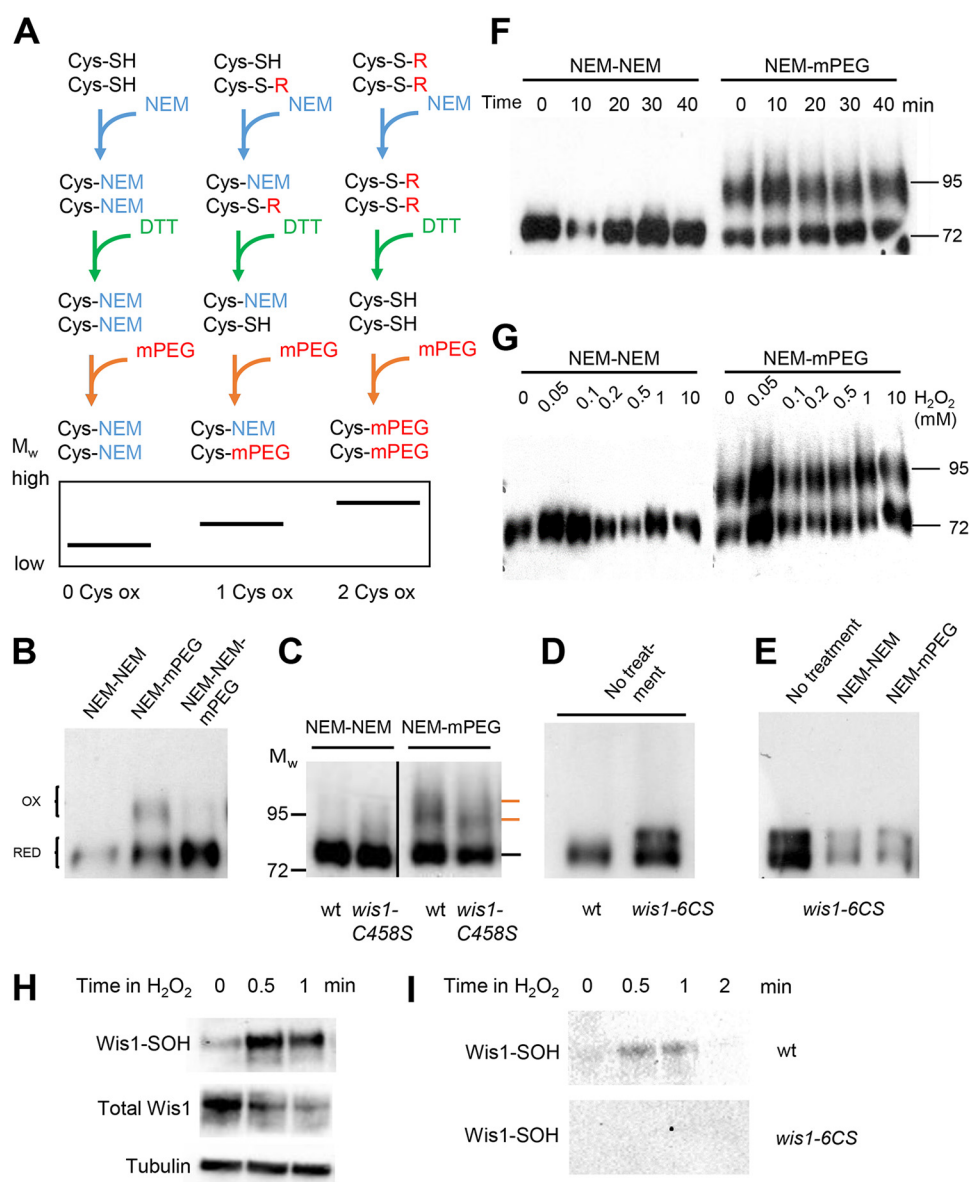 A
Cys-SH Cys-SH Cys-S-R
Cys-SH Cys-S-R Cys-S-R
NEM NEM NEM
Cys-NEM Cys-NEM Cys-S-R
Cys-NEM Cys-S-R Cys-S-R
DTT DTT DTT
Cys-NEM Cys-NEM Cys-SH
Cys-NEM Cys-SH Cys-SH
mPEG mPEG mPEG
Cys-NEM Cys-NEM Cys-mPEG
Cys-NEM Cys-mPEG Cys-mPEG
Mw
high
low
0 Cys ox 1 Cys ox 2 Cys ox
F
NEM-NEM NEM-mPEG
Time 0 10 20 30 40 0 10 20 30 40 min
95
72
G
NEM-NEM NEM-mPEG
0 0.05 0.1 0.2 0.5 1 10 0 0.05 0.1 0.2 0.5 1 10 H2O2
(mM)
95
72
B
NEM-NEM
NEM-mPEG
NEM-NEM-
mPEG
OX
RED
C
NEM-NEM NEM-mPEG
Mw
95
72
wt wis1- wt wis1-
C458S C458S
D
No treat-
ment
wt wis1-6CS
E
No treatment
NEM-NEM
NEM-mPEG
wis1-6CS
H
Time in H2O2 0 0.5 1 min
Wis1-SOH
Total Wis1
Tubulin
I
Time in H2O2 0 0.5 1 2 min
Wis1-SOH wt
Wis1-SOH wis1-6CS